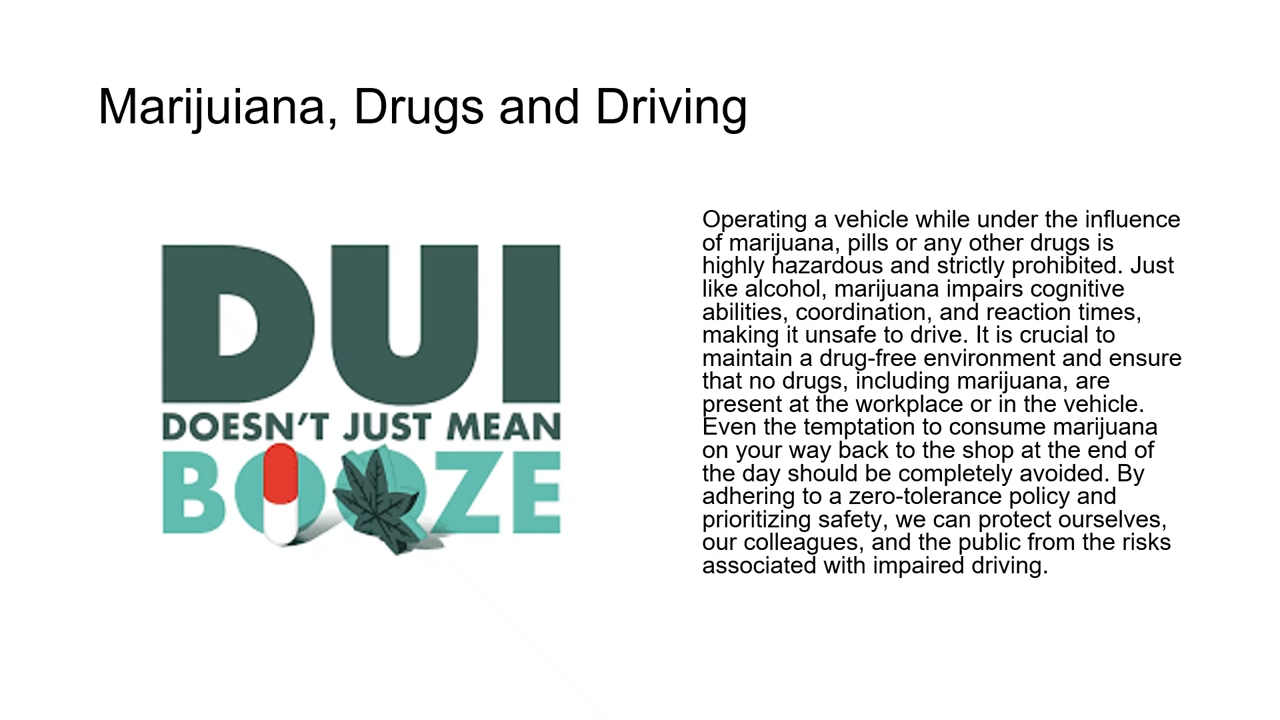 Marijuiana, Drugs and Driving
DUI
DOESN'T JUST MEAN
BOOZE
Operating a vehicle while under the influence
of marijuana, pills or any other drugs is
highly hazardous and strictly prohibited. Just
like alcohol, marijuana impairs cognitive
abilities, coordination, and reaction times,
making it unsafe to drive. It is crucial to
maintain a drug-free environment and ensure
that no drugs, including marijuana, are
present at the workplace or in the vehicle.
Even the temptation to consume marijuana
on your way back to the shop at the end of
the day should be completely avoided. By
adhering to a zero-tolerance policy and
prioritizing safety, we can protect ourselves,
our colleagues, and the public from the risks
associated with impaired driving.